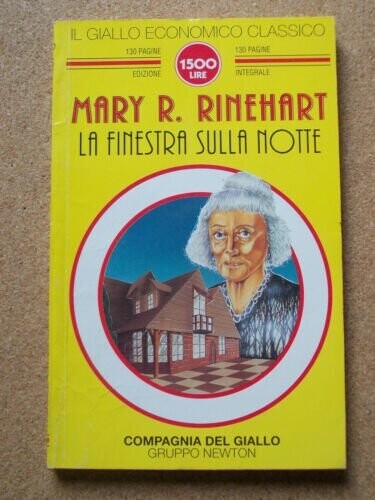 IL GIALLO ECONOMICO CLASSICO
130 PAGINE
1500
LIRE
130 PAGINE
EDIZIONE
INTEGRALE
MARY R. RINEHART
LA FINESTRA SULLA NOTTE
COMPAGNIA DEL GIALLO
GRUPPO NEWTON